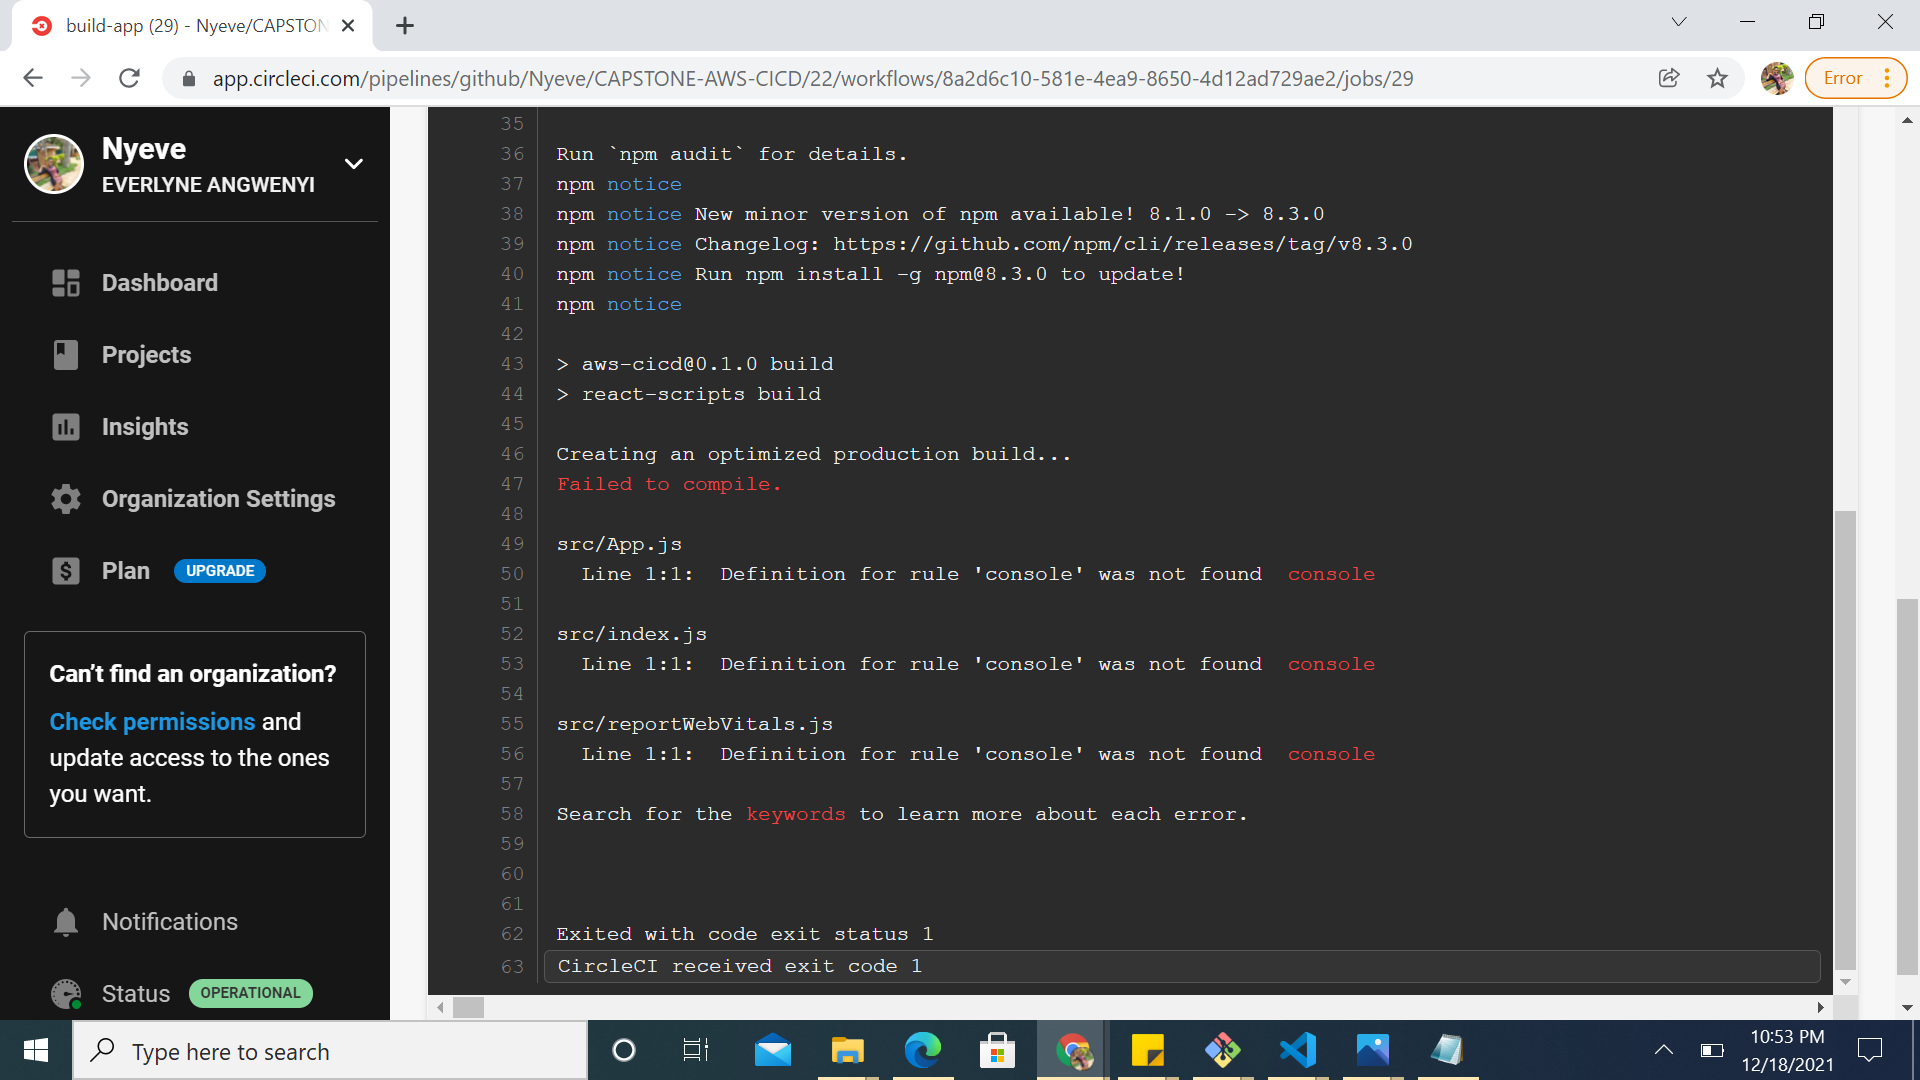 build-app (29) - Nyeve/CAPSTON
app.circleci.com/pipelines/github/Nyeve/CAPSTONE-AWS-CICD/22/workflows/8a2d6c10-581e-4ea9-8650-4d12ad729ae2/jobs/29
Error
Nyeve
EVERLYNE ANGWENYI
Dashboard
Projects
Insights
Organization Settings
Plan UPGRADE
Can’t find an organization?
Check permissions and
update access to the ones
you want.
Notifications
Status OPERATIONAL
35
36 Run `npm audit` for details.
37 npm notice
38 npm notice New minor version of npm available! 8.1.0 -> 8.3.0
39 npm notice Changelog: https://github.com/npm/cli/releases/tag/v8.3.0
40 npm notice Run npm install -g npm@8.3.0 to update!
41 npm notice
42
43 > aws-cicd@0.1.0 build
44 > react-scripts build
45
46 Creating an optimized production build...
47 Failed to compile.
48
49 src/App.js
50 Line 1:1: Definition for rule 'console' was not found console
51
52 src/index.js
53 Line 1:1: Definition for rule 'console' was not found console
54
55 src/reportWebVitals.js
56 Line 1:1: Definition for rule 'console' was not found console
57
58 Search for the keywords to learn more about each error.
59
60
61
62 Exited with code exit status 1
63 CircleCI received exit code 1
Type here to search
10:53 PM
12/18/2021